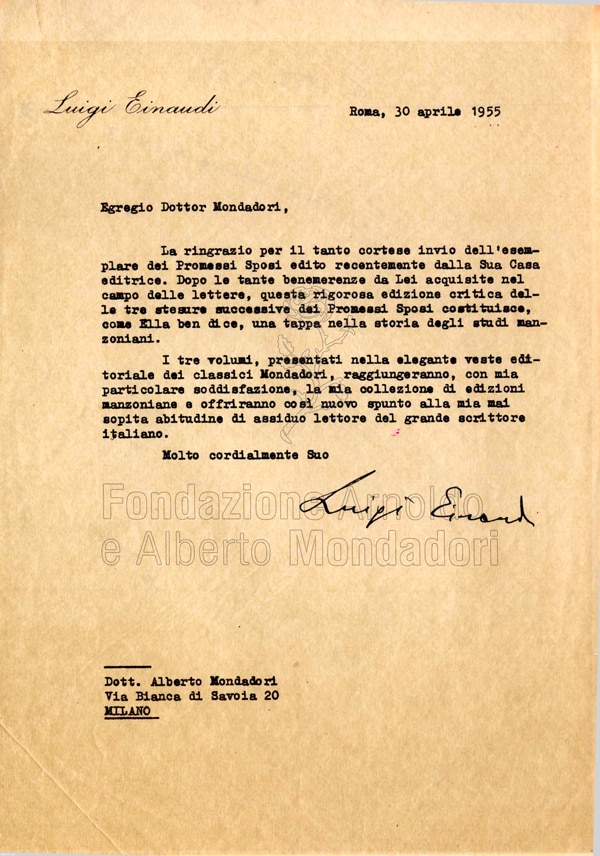 Luigi Einaudi
Roma, 30 aprile 1955
Egregio Dottor Mondadori,
La ringrazio per il tanto cortese invio dell'esem-
plare dei Promessi Sposi edito recentemente dalla Sua Casa
editrice. Dopo le tante benemerenze da Lei acquisite nel
campo delle lettere, questa rigorosa edizione critica del-
le tre stesure successive dei Promessi Sposi costituisce,
come Ella ben dice, una tappa nella storia degli studi man-
zoniani.
I tre volumi, presentati nella elegante veste edi-
toriale dei classici Mondadori, raggiungeranno, con mia
particolare soddisfazione, la mia collezione di edizioni
manzoniane e offriranno così nuovo spunto alla mia mai
sopita abitudine di assiduo lettore del grande scrittore
italiano.
Molto cordialmente Suo
Luigi Einaudi
Fondazione Arnoldo
e Alberto Mondadori
Dott. Alberto Mondadori
Via Bianca di Savoia 20
MILANO